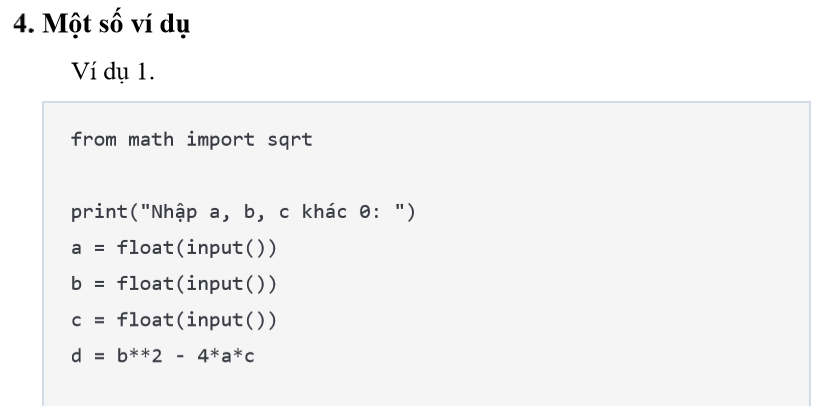 4. Một số ví dụ
Ví dụ 1.
from math import sqrt
print("Nhập a, b, c khác 0: ")
a = float(input())
b = float(input())
c = float(input())
d = b**2 - 4*a*c